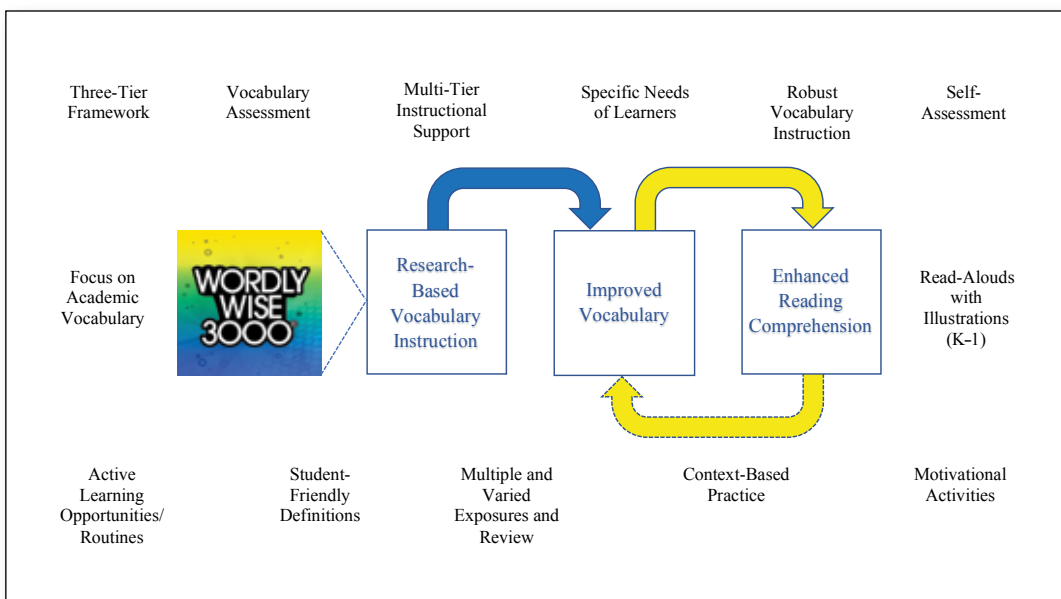 Three-Tier
Framework
Vocabulary
Assessment
Multi-Tier
Instructional
Support
Specific Needs
of Learners
Robust
Vocabulary
Instruction
Self-
Assessment
Focus on
Academic
Vocabulary
WORDLY
WISE
3000®
Research-
Based
Vocabulary
Instruction
Improved
Vocabulary
Enhanced
Reading
Comprehension
Read-Alouds
with
Illustrations
(K-1)
Active
Learning
Opportunities/
Routines
Student-
Friendly
Definitions
Multiple and
Varied
Exposures and
Review
Context-Based
Practice
Motivational
Activities